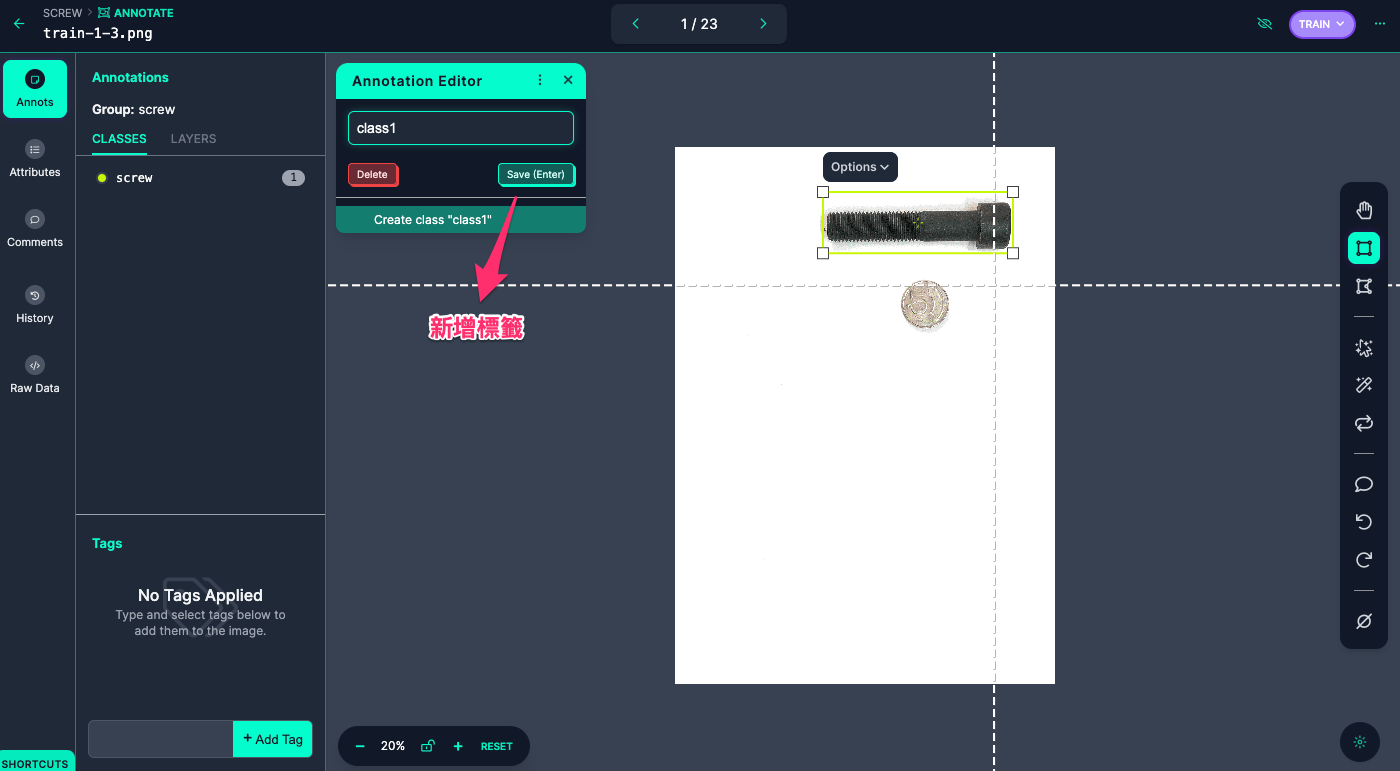 SCREW > ANNOTATE
train-1-3.png
1 / 23
TRAIN
Annots
Attributes
Comments
History
Raw Data
SHORTCUTS
Annotations
Group: screw
CLASSES LAYERS
screw 1
Tags
No Tags Applied
Type and select tags below to
add them to the image.
+ Add Tag
Annotation Editor
class1
Delete Save (Enter)
Create class "class1"
新增標籤
Options
20% RESET